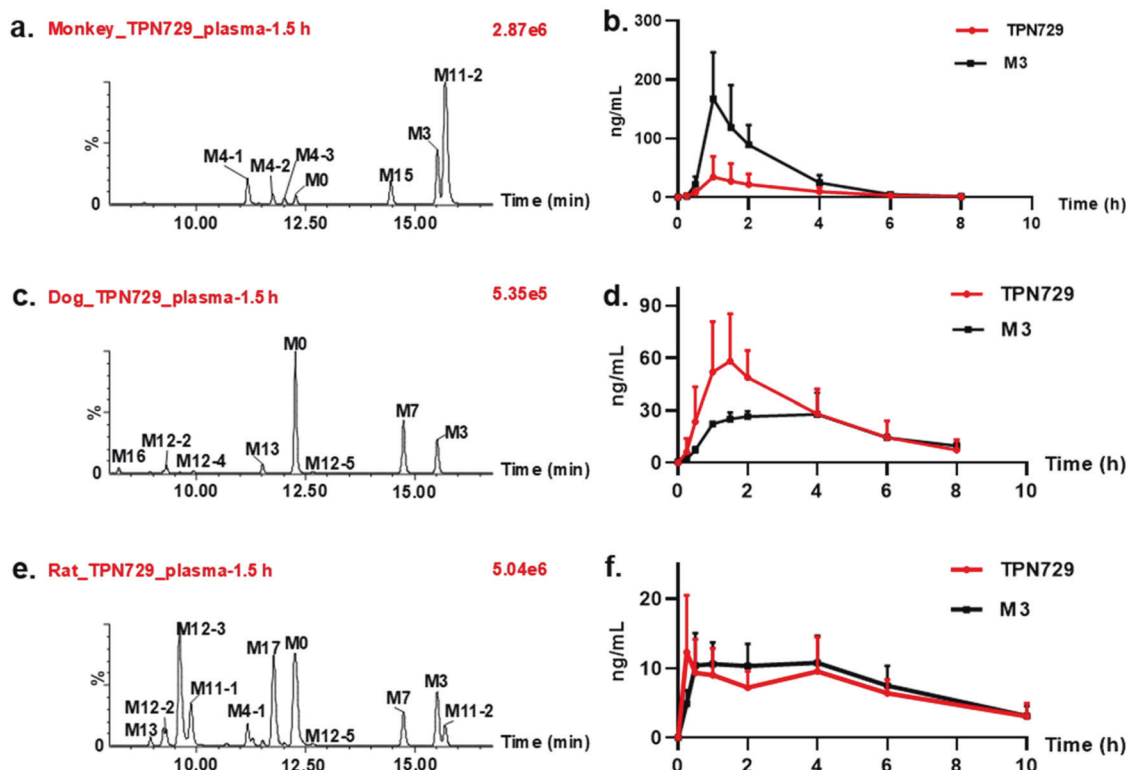 a. Monkey_TPN729_plasma-1.5 h 2.87e6
%
0
M4-1
M4-2
M4-3
M0
M15
M3
M11-2
10.00 12.50 15.00
Time (min)
b.
ng/mL
300
200
100
0
0 2 4 6 8 10
Time (h)
TPN729
M3
c. Dog_TPN729_plasma-1.5 h 5.35e5
%
0
M16
M12-2
M12-4
M13
M0
M12-5
M7
M3
10.00 12.50 15.00
Time (min)
d.
ng/mL
90
60
30
0
0 2 4 6 8 10
Time (h)
TPN729
M3
e. Rat_TPN729_plasma-1.5 h 5.04e6
%
0
M13
M12-2
M12-3
M11-1
M4-1
M17
M0
M12-5
M7
M3
M11-2
10.00 12.50 15.00
Time (min)
f.
ng/mL
20
10
0
0 2 4 6 8 10
Time (h)
TPN729
M3